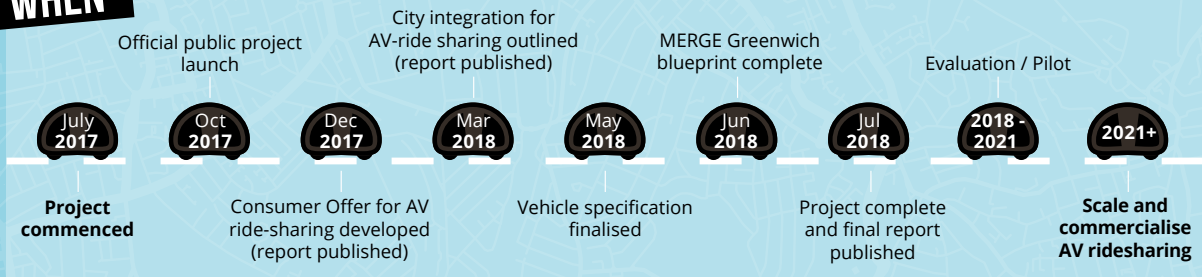 WHEN
Official public project
launch
City integration for
AV-ride sharing outlined
(report published)
MERGE Greenwich
blueprint complete
Evaluation / Pilot
July
2017
Oct
2017
Dec
2017
Mar
2018
May
2018
Jun
2018
Jul
2018
2018 -
2021
2021+
Project
commenced
Consumer Offer for AV
ride-sharing developed
(report published)
Vehicle specification
finalised
Project complete
and final report
published
Scale and
commercialise
AV ridesharing